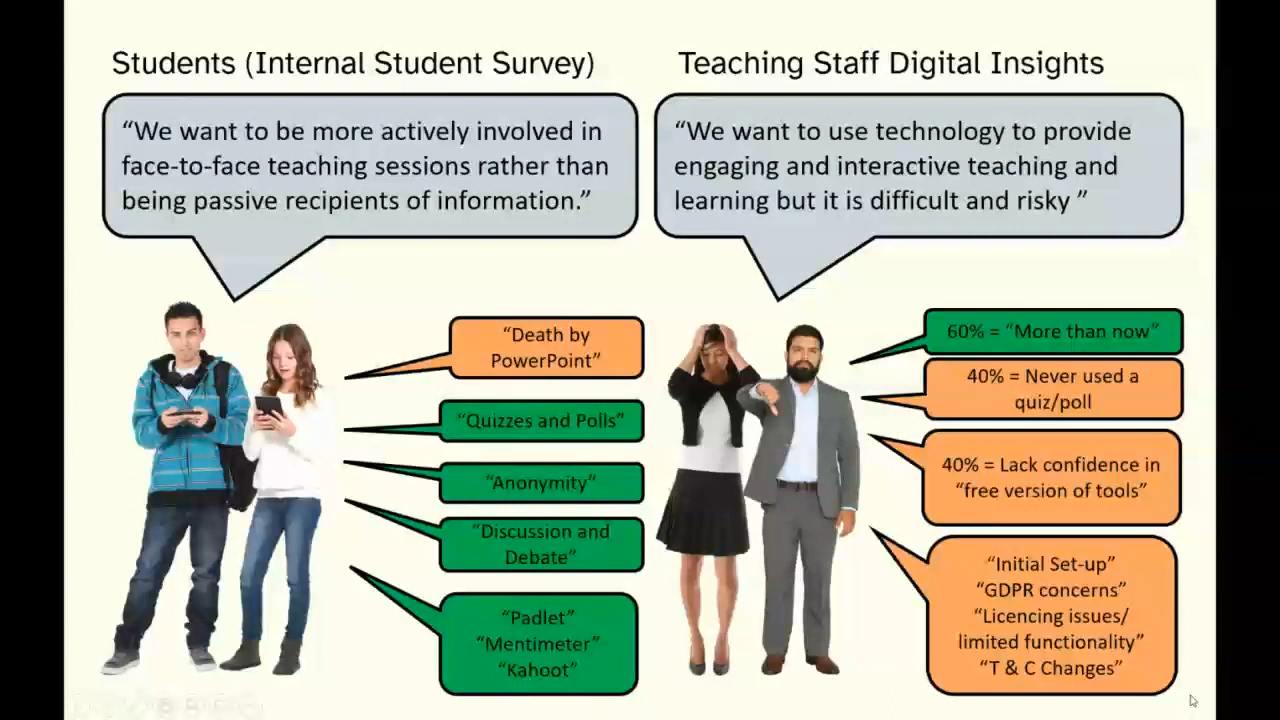 Students (Internal Student Survey)
“We want to be more actively involved in
face-to-face teaching sessions rather than
being passive recipients of information.”
“Death by
PowerPoint”
“Quizzes and Polls”
“Anonymity”
“Discussion and
Debate”
“Padlet”
“Mentimeter”
“Kahoot”
Teaching Staff Digital Insights
“We want to use technology to provide
engaging and interactive teaching and
learning but it is difficult and risky ”
60% = “More than now”
40% = Never used a
quiz/poll
40% = Lack confidence in
“free version of tools”
“Initial Set-up”
“GDPR concerns”
“Licencing issues/
limited functionality”
“T & C Changes”